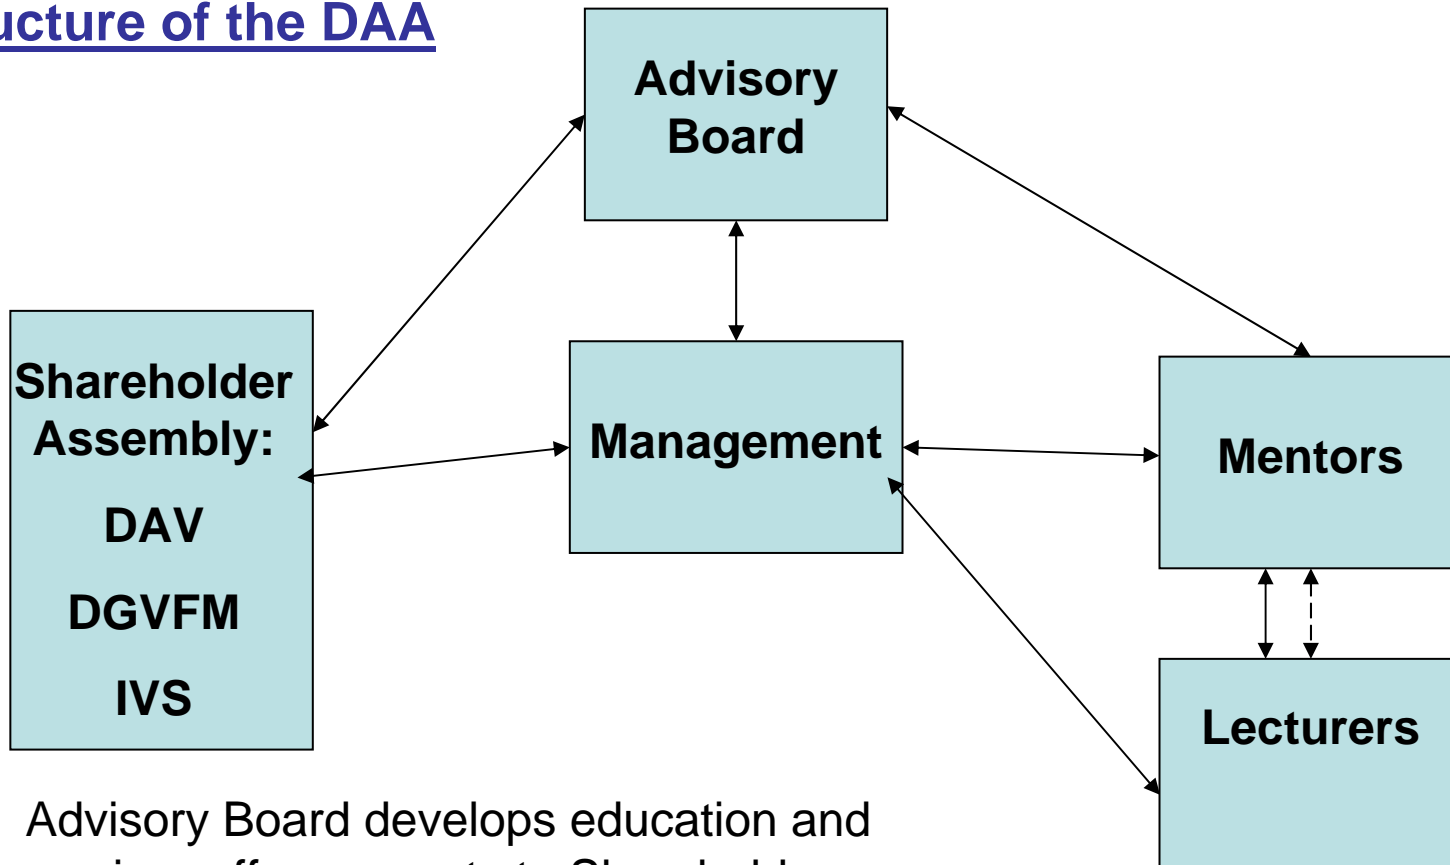 ucture of the DAA
Advisory
Board
Shareholder
Assembly:
DAV
DGVFM
IVS
Management
Mentors
Lecturers
Advisory Board develops education and